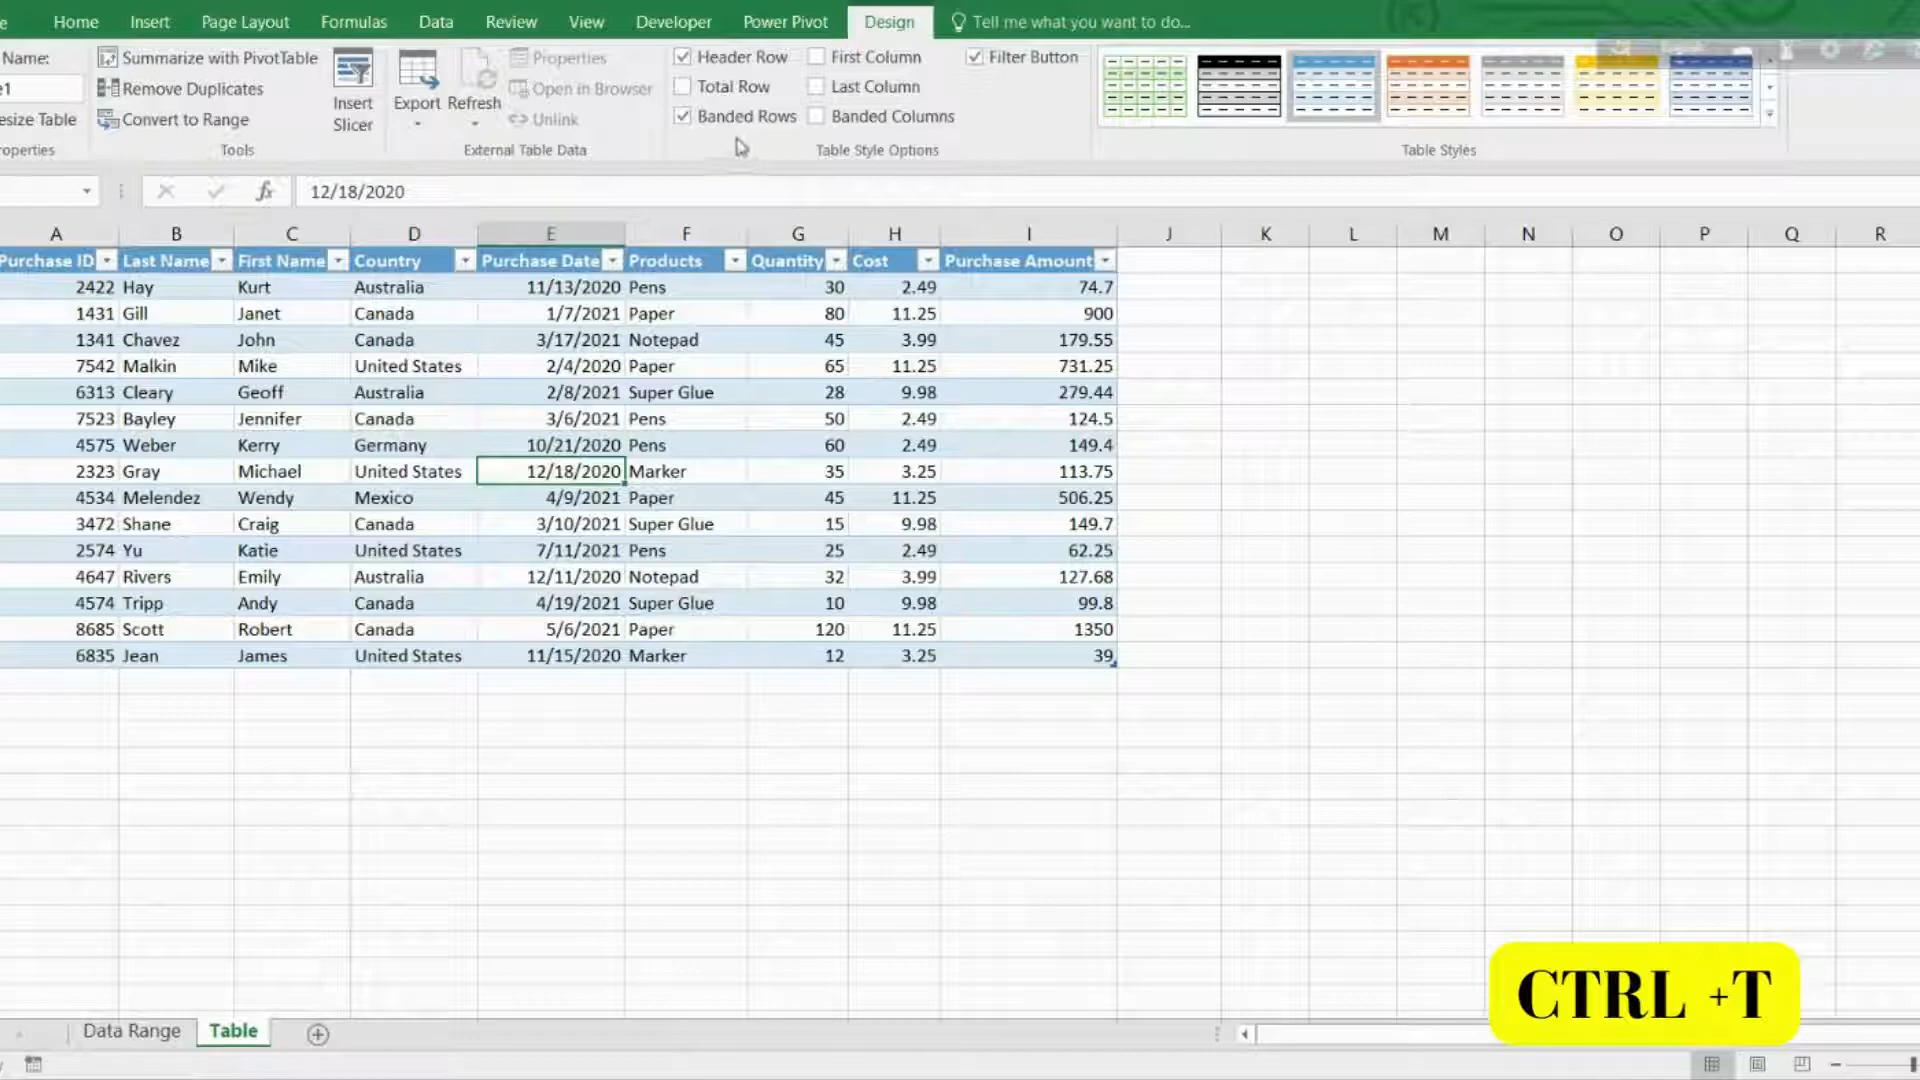 Home Insert Page Layout Formulas Data Review View Developer Power Pivot Design Tell me what you want to do...
Name: Summarize with PivotTable Properties Header Row First Column Filter Button
Remove Duplicates Insert Slicer Export Refresh Open in Browser Total Row Last Column
esize Table Convert to Range Unlink Banded Rows Banded Columns
operties Tools External Table Data Table Style Options Table Styles
fx 12/18/2020
A B C D E F G H I J K L M N O P Q R
Purchase ID Last Name First Name Country Purchase Date Products Quantity Cost Purchase Amount
2422 Hay Kurt Australia 11/13/2020 Pens 30 2.49 74.7
1431 Gill Janet Canada 1/7/2021 Paper 80 11.25 900
1341 Chavez John Canada 3/17/2021 Notepad 45 3.99 179.55
7542 Malkin Mike United States 2/4/2020 Paper 65 11.25 731.25
6313 Cleary Geoff Australia 2/8/2021 Super Glue 28 9.98 279.44
7523 Bayley Jennifer Canada 3/6/2021 Pens 50 2.49 124.5
4575 Weber Kerry Germany 10/21/2020 Pens 60 2.49 149.4
2323 Gray Michael United States 12/18/2020 Marker 35 3.25 113.75
4534 Melendez Wendy Mexico 4/9/2021 Paper 45 11.25 506.25
3472 Shane Craig Canada 3/10/2021 Super Glue 15 9.98 149.7
2574 Yu Katie United States 7/11/2021 Pens 25 2.49 62.25
4647 Rivers Emily Australia 12/11/2020 Notepad 32 3.99 127.68
4574 Tripp Andy Canada 4/19/2021 Super Glue 10 9.98 99.8
8685 Scott Robert Canada 5/6/2021 Paper 120 11.25 1350
6835 Jean James United States 11/15/2020 Marker 12 3.25 39
CTRL +T
Data Range Table